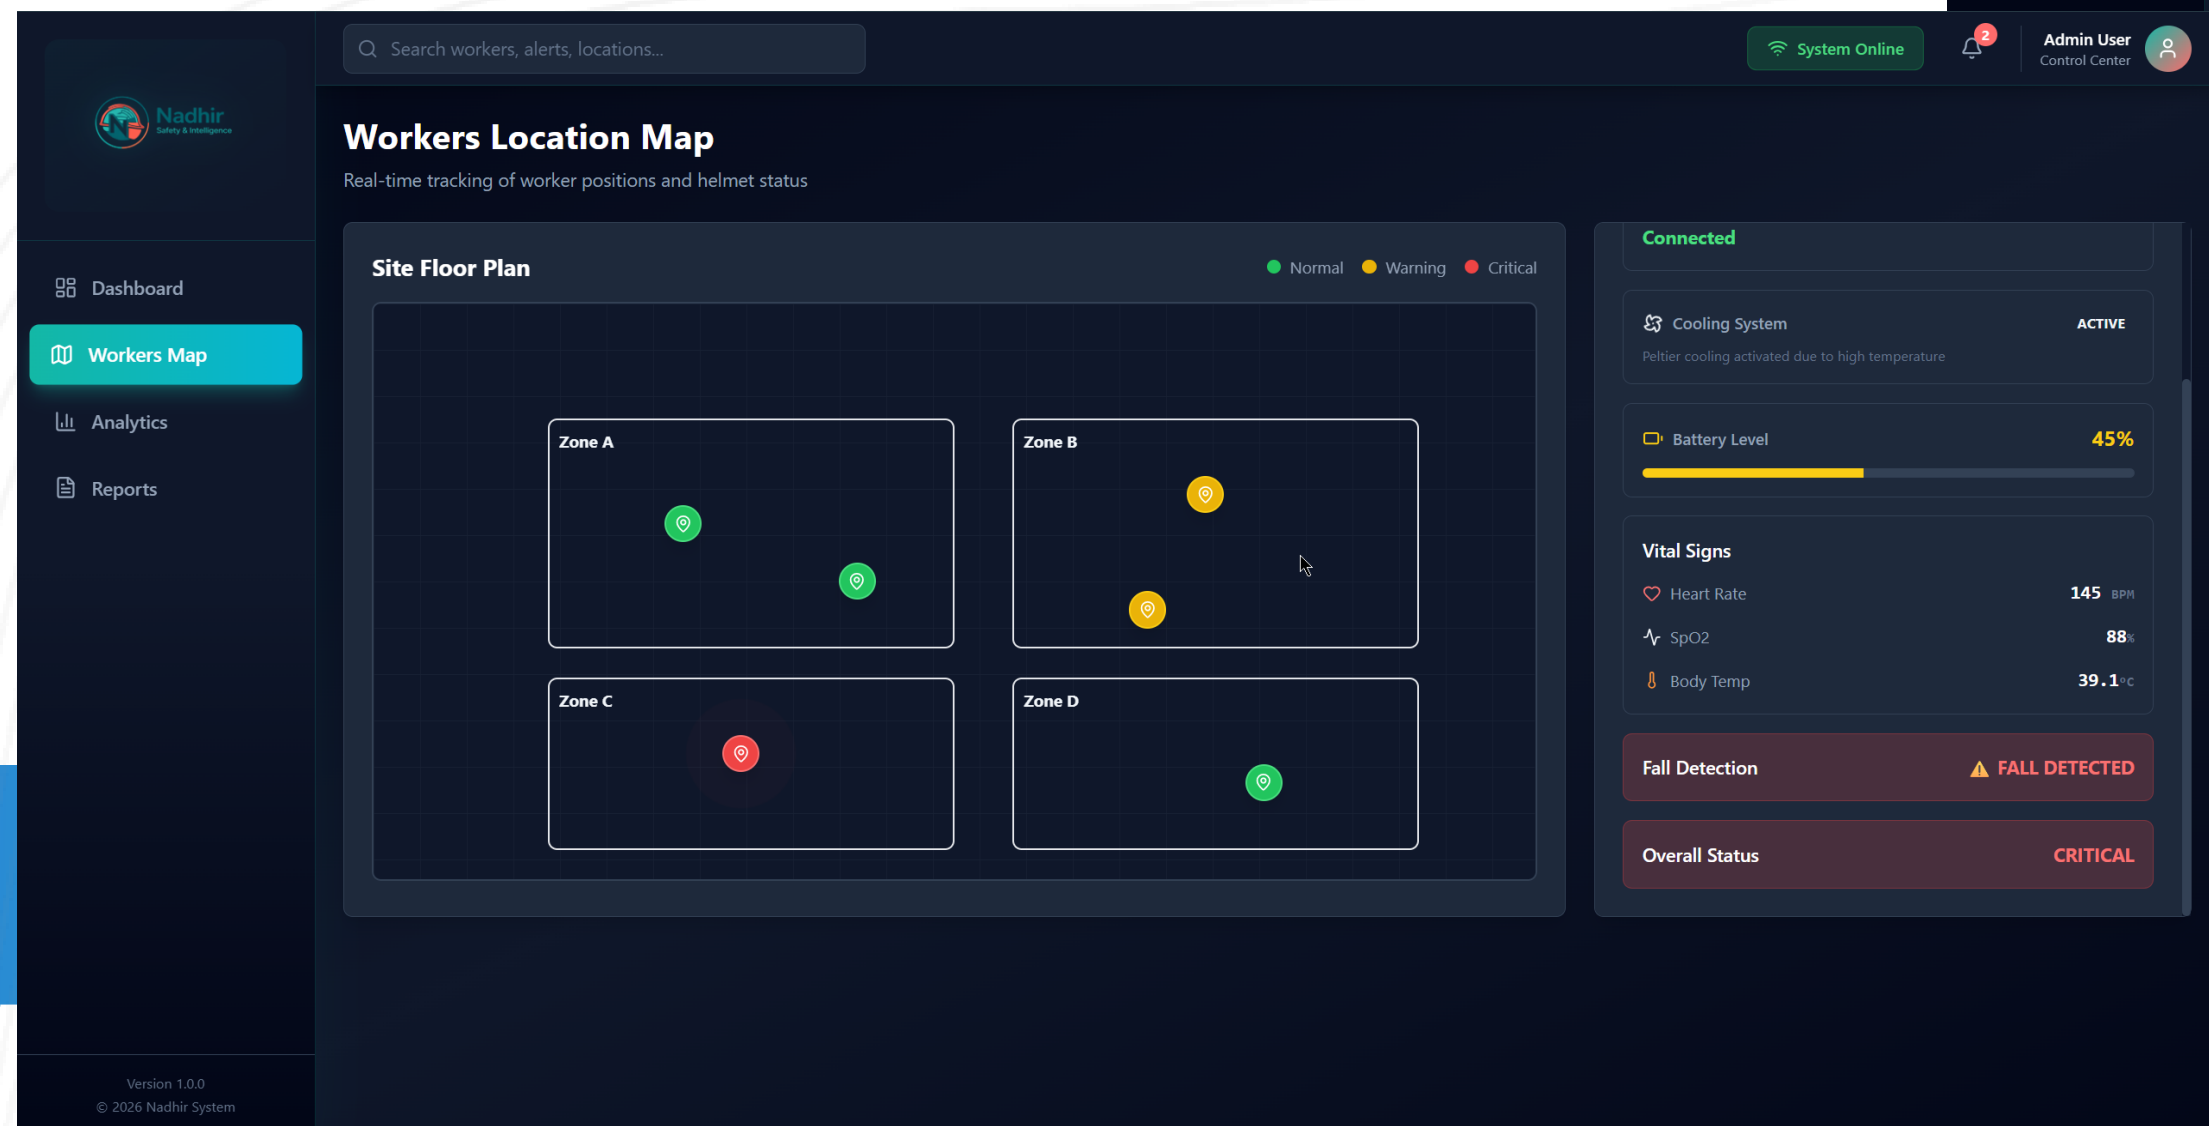 Nadhir
Safety & Intelligence
Search workers, alerts, locations...
System Online
2
Admin User
Control Center
Dashboard
Workers Map
Analytics
Reports
Version 1.0.0
© 2026 Nadhir System
Workers Location Map
Real-time tracking of worker positions and helmet status
Site Floor Plan
Normal
Warning
Critical
Zone A
Zone B
Zone C
Zone D
Connected
Cooling System ACTIVE
Peltier cooling activated due to high temperature
Battery Level 45%
Vital Signs
Heart Rate 145 BPM
SpO2 88%
Body Temp 39.1°C
Fall Detection FALL DETECTED
Overall Status CRITICAL